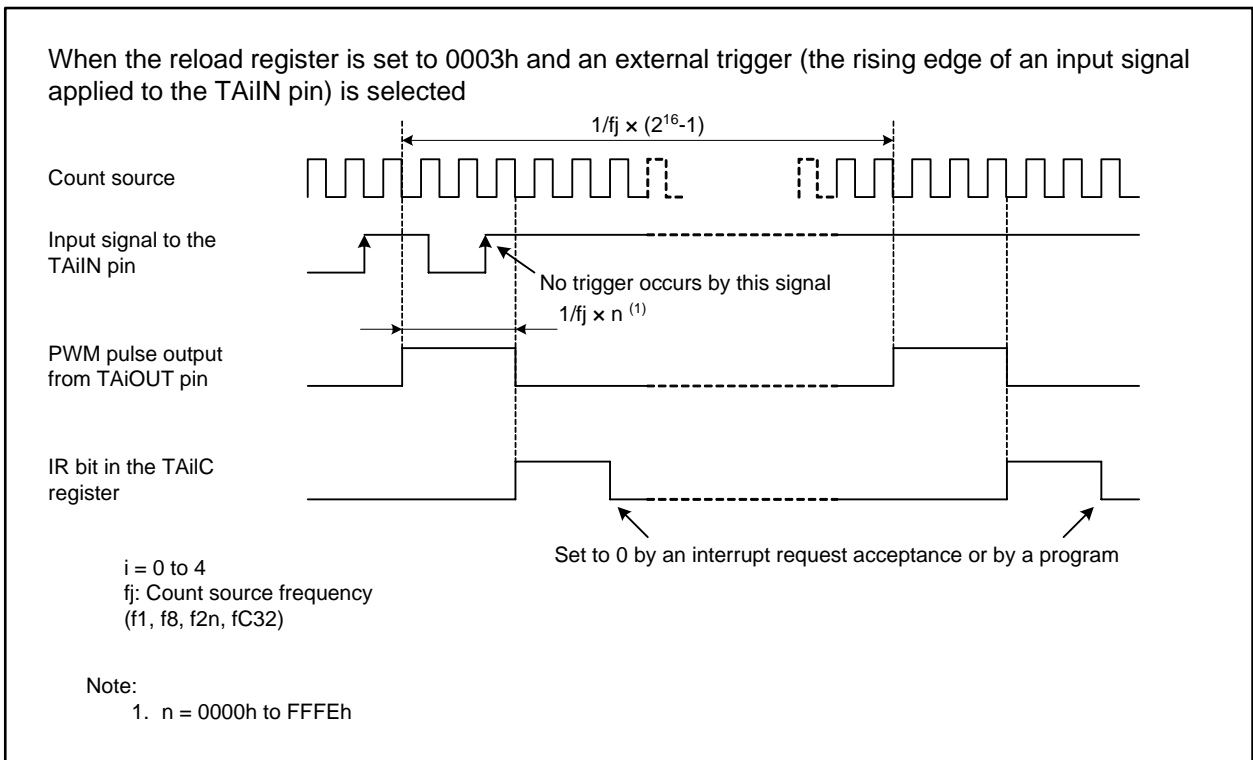 When the reload register is set to 0003h and an external trigger (the rising edge of an input signal
applied to the TAiIN pin) is selected
1/fj × (2¹⁶-1)
Count source
Input signal to the
TAiIN pin
No trigger occurs by this signal
1/fj × n ⁽¹⁾
PWM pulse output
from TAiOUT pin
IR bit in the TAiIC
register
Set to 0 by an interrupt request acceptance or by a program
i = 0 to 4
fj: Count source frequency
(f1, f8, f2n, fC32)
Note:
1. n = 0000h to FFFEh